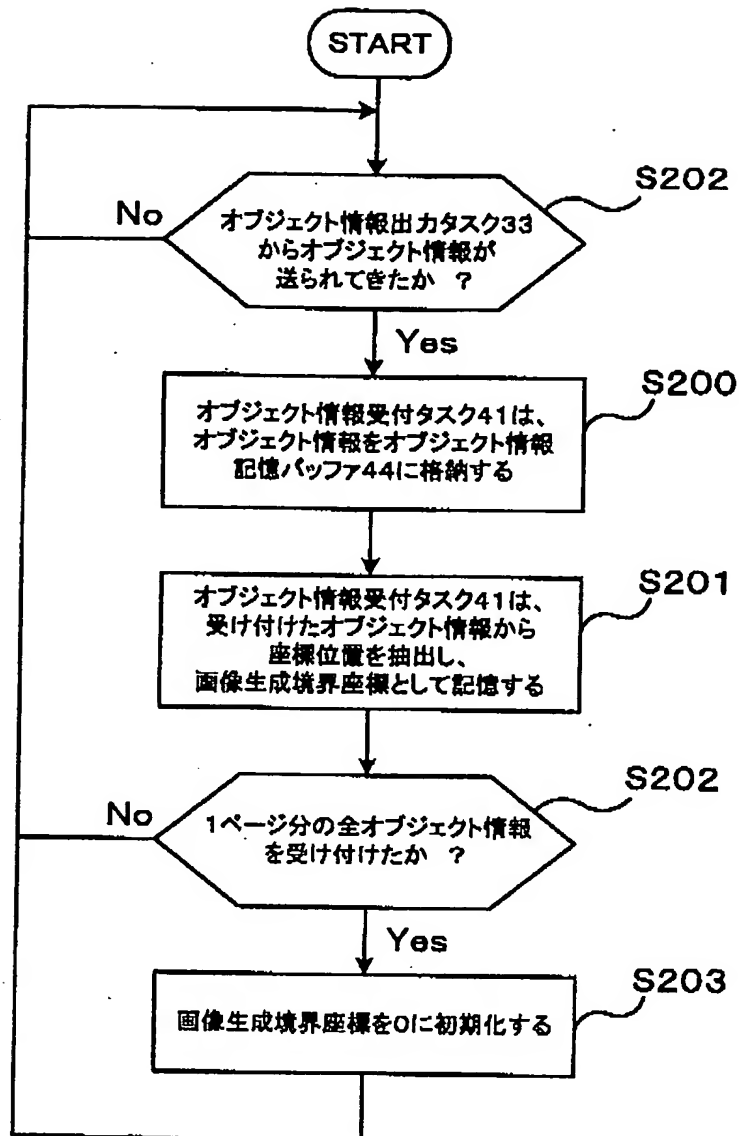 START
S202
No
オブジェクト情報出力タスク33
からオブジェクト情報が
送られてきたか ?
Yes
S200
オブジェクト情報受付タスク41は、
オブジェクト情報をオブジェクト情報
記憶バッファ44に格納する
S201
オブジェクト情報受付タスク41は、
受け付けたオブジェクト情報から
座標位置を抽出し、
画像生成境界座標として記憶する
S202
No
1ページ分の全オブジェクト情報
を受け付けたか ?
Yes
S203
画像生成境界座標を0に初期化する